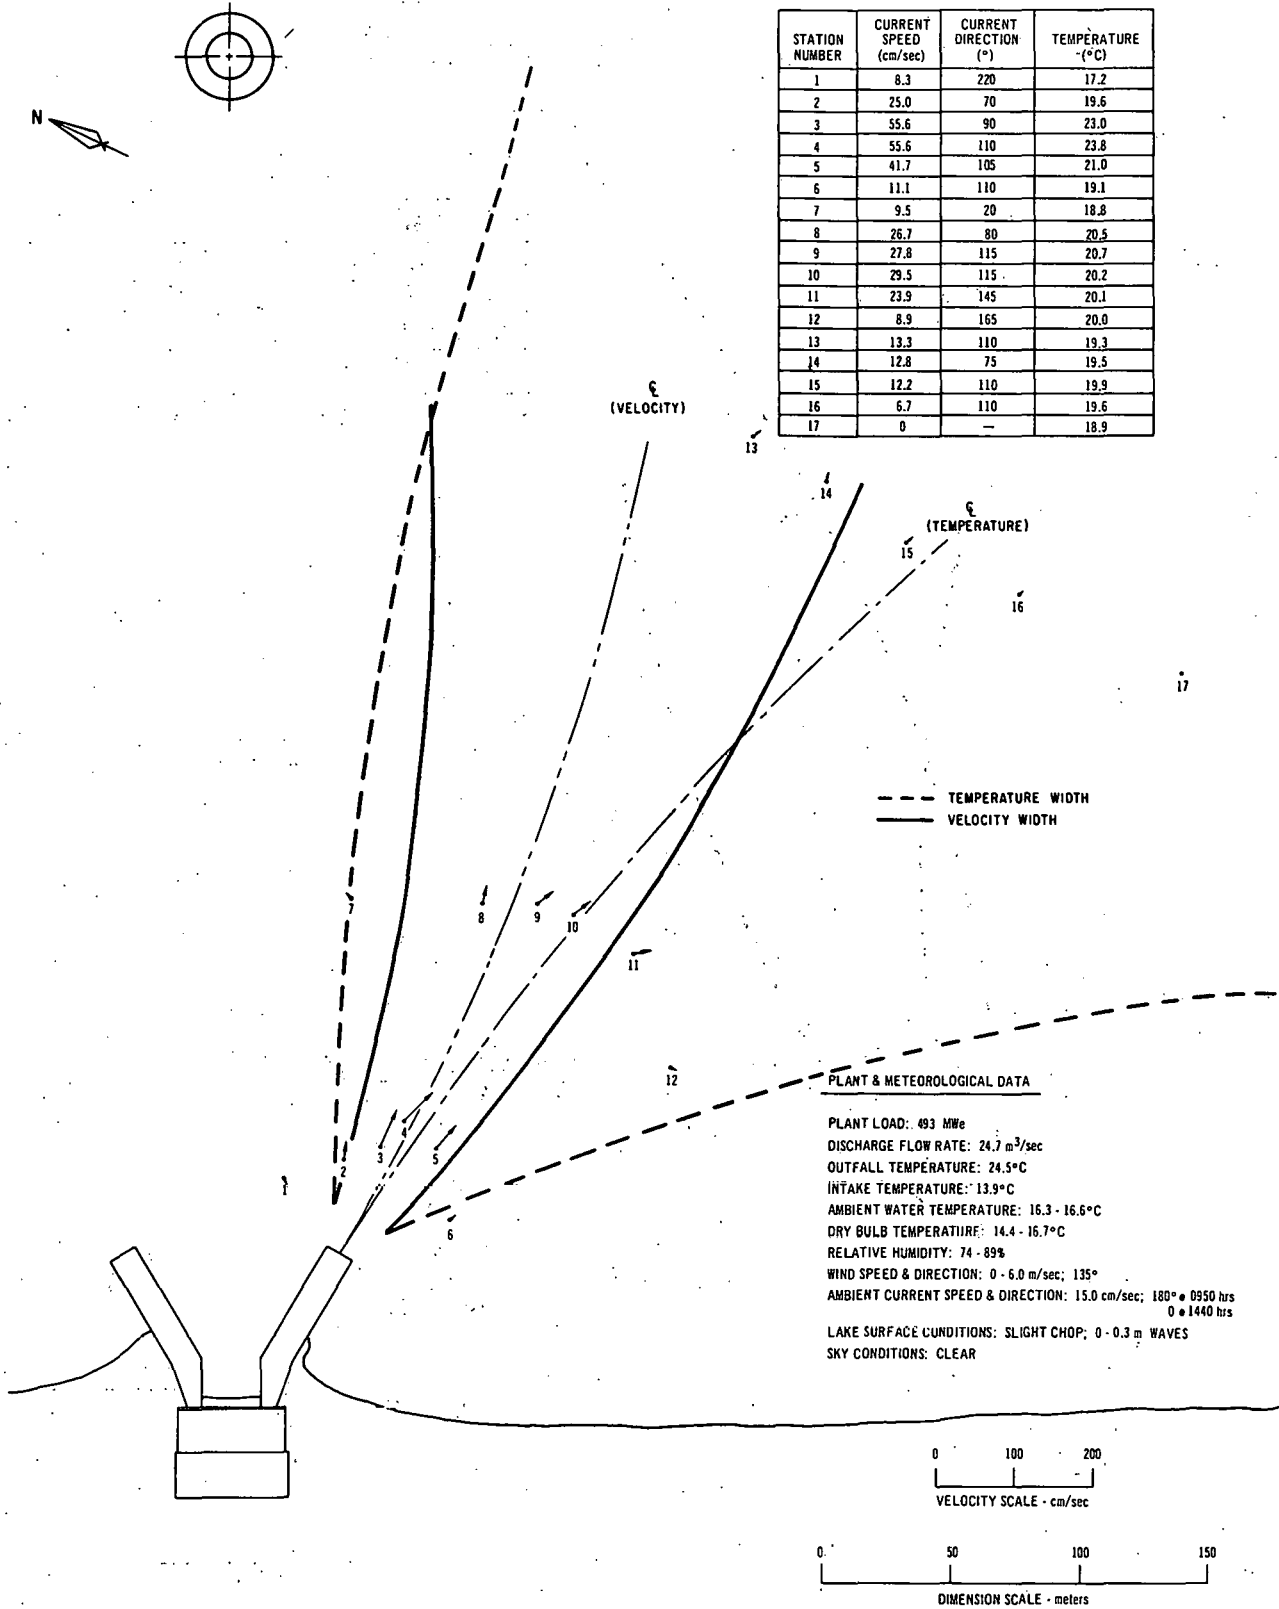 N
STATION NUMBER | CURRENT SPEED (cm/sec) | CURRENT DIRECTION (°) | TEMPERATURE (°C)
1 | 8.3 | 220 | 17.2
2 | 25.0 | 70 | 19.6
3 | 55.6 | 90 | 23.0
4 | 55.6 | 110 | 23.8
5 | 41.7 | 105 | 21.0
6 | 11.1 | 110 | 19.1
7 | 9.5 | 20 | 18.8
8 | 26.7 | 80 | 20.5
9 | 27.8 | 115 | 20.7
10 | 29.5 | 115 | 20.2
11 | 23.9 | 145 | 20.1
12 | 8.9 | 165 | 20.0
13 | 13.3 | 110 | 19.3
14 | 12.8 | 75 | 19.5
15 | 12.2 | 110 | 19.9
16 | 6.7 | 110 | 19.6
17 | 0 | — | 18.9
℄
(VELOCITY)
13
14
℄
(TEMPERATURE)
15
16
17
TEMPERATURE WIDTH
VELOCITY WIDTH
7
8
9
10
11
12
4
3
5
2
1
6
PLANT & METEOROLOGICAL DATA
PLANT LOAD: 493 MWe
DISCHARGE FLOW RATE: 24.7 m³/sec
OUTFALL TEMPERATURE: 24.5°C
INTAKE TEMPERATURE: 13.9°C
AMBIENT WATER TEMPERATURE: 16.3 - 16.6°C
DRY BULB TEMPERATURE: 14.4 - 16.7°C
RELATIVE HUMIDITY: 74 - 89%
WIND SPEED & DIRECTION: 0 - 6.0 m/sec; 135°
AMBIENT CURRENT SPEED & DIRECTION: 15.0 cm/sec; 180° @ 0950 hrs
0 @ 1440 hrs
LAKE SURFACE CONDITIONS: SLIGHT CHOP; 0 - 0.3 m WAVES
SKY CONDITIONS: CLEAR
0 100 200
VELOCITY SCALE - cm/sec
0 50 100 150
DIMENSION SCALE - meters